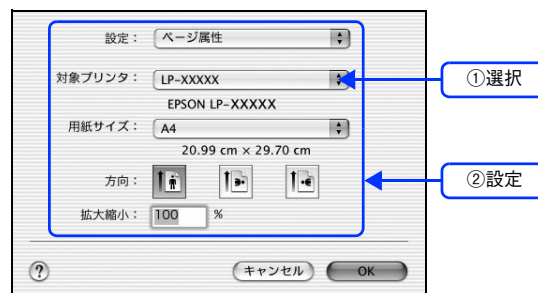 設定： ページ属性
対象プリンタ： LP-XXXXX
①選択
EPSON LP-XXXXX
用紙サイズ： A4
20.99 cm × 29.70 cm
方向：
②設定
拡大縮小： 100 %
? キャンセル OK